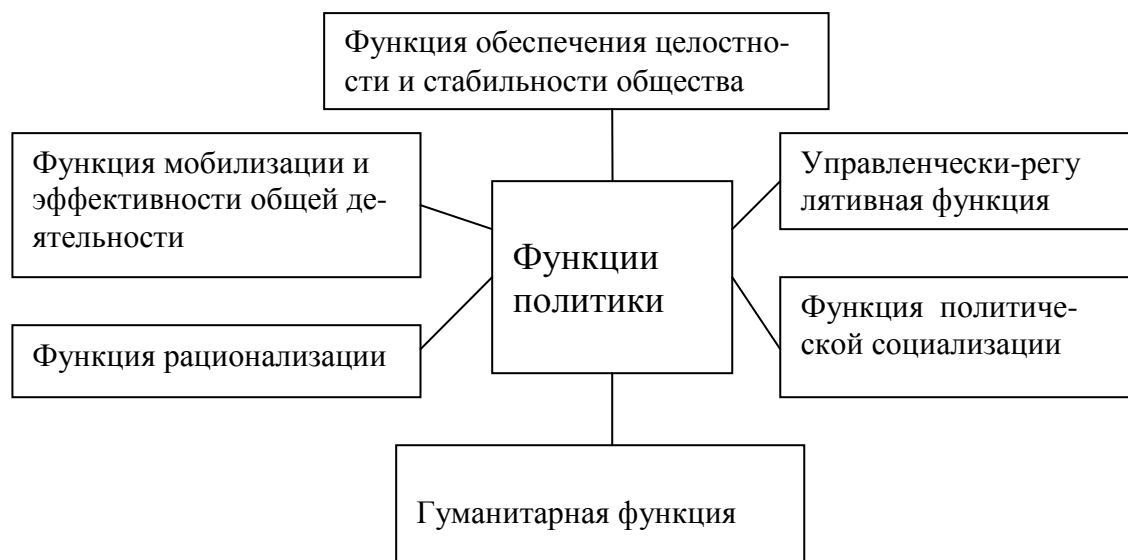 Функция обеспечения целостно-
сти и стабильности общества
Функция мобилизации и
эффективности общей де-
ятельности
Управленчески-регу
лятивная функция
Функции
политики
Функция рационализации
Функция политиче-
ской социализации
Гуманитарная функция